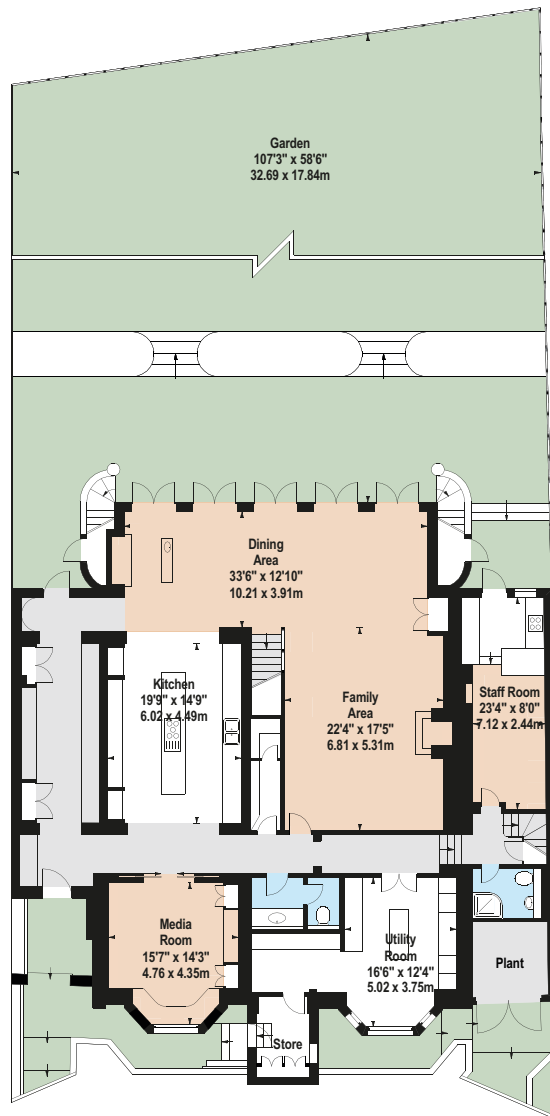 Garden
107'3" x 58'6"
32.69 x 17.84m
Dining
Area
33'6" x 12'10"
10.21 x 3.91m
Kitchen
19'9" x 14'9"
6.02 x 4.49m
Family
Area
22'4" x 17'5"
6.81 x 5.31m
Staff Room
23'4" x 8'0"
7.12 x 2.44m
Media
Room
15'7" x 14'3"
4.76 x 4.35m
Utility
Room
16'6" x 12'4"
5.02 x 3.75m
Plant
Store